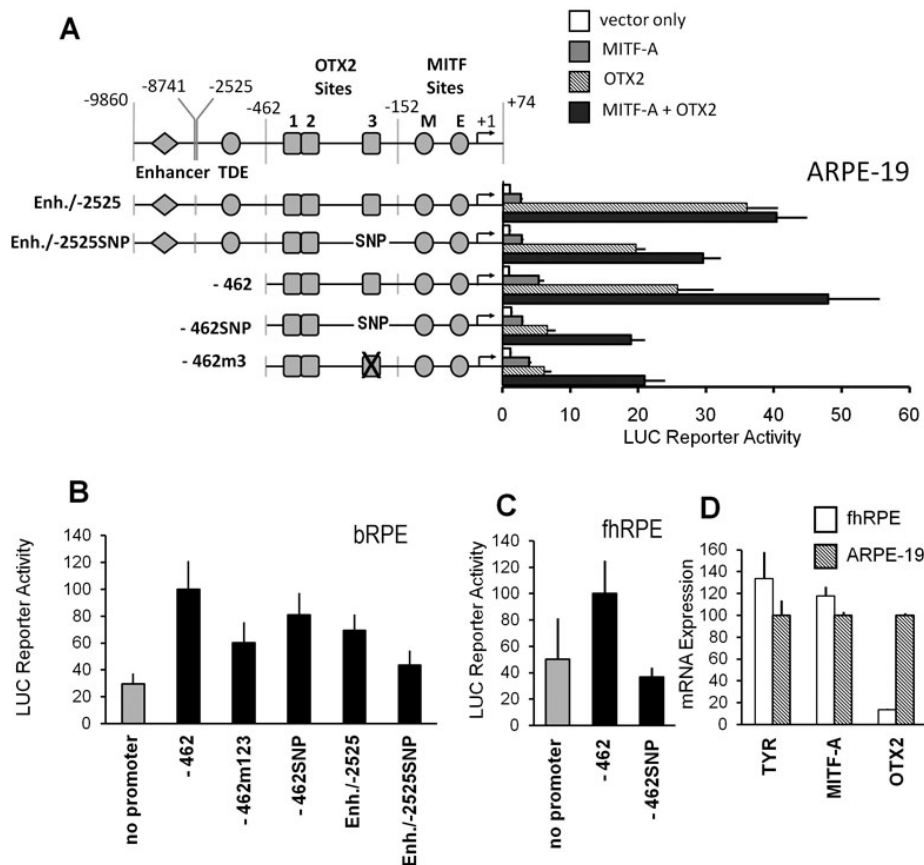 A
vector only
MITF-A
OTX2
MITF-A + OTX2
-9860
-8741
-2525
-462
OTX2 Sites
1 2 3
-152
MITF Sites
M E +1
+74
Enhancer TDE
ARPE-19
Enh./-2525
Enh./-2525SNP
SNP
- 462
- 462SNP
SNP
- 462m3
X
0 10 20 30 40 50 60
LUC Reporter Activity
B
bRPE
LUC Reporter Activity
140
120
100
80
60
40
20
0
no promoter
- 462
- 462m123
- 462SNP
Enh./-2525
Enh./-2525SNP
C
fhRPE
LUC Reporter Activity
140
120
100
80
60
40
20
0
no promoter
- 462
-462SNP
D
fhRPE
ARPE-19
mRNA Expression
160
140
120
100
80
60
40
20
0
TYR
MITF-A
OTX2